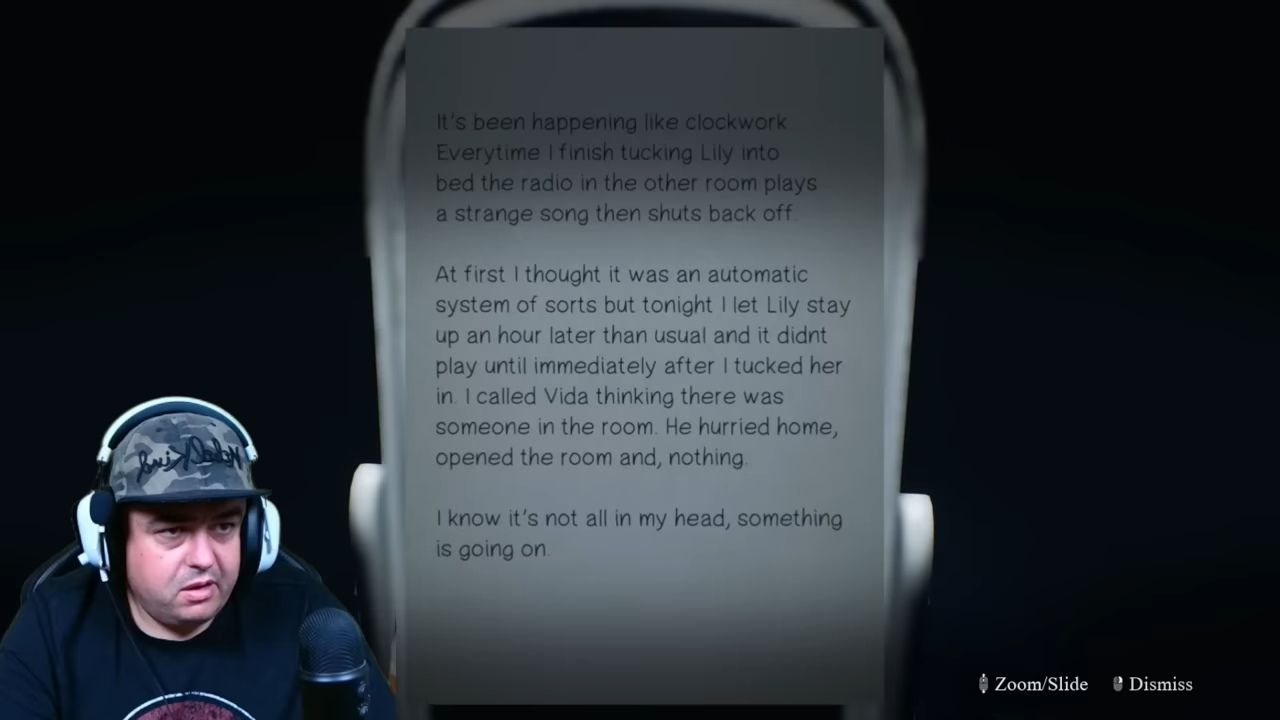 It's been happening like clockwork
Everytime I finish tucking Lily into
bed the radio in the other room plays
a strange song then shuts back off.
At first I thought it was an automatic
system of sorts but tonight I let Lily stay
up an hour later than usual and it didnt
play until immediately after I tucked her
in. I called Vida thinking there was
someone in the room. He hurried home,
opened the room and, nothing.
I know it's not all in my head, something
is going on.
Zoom/Slide
Dismiss